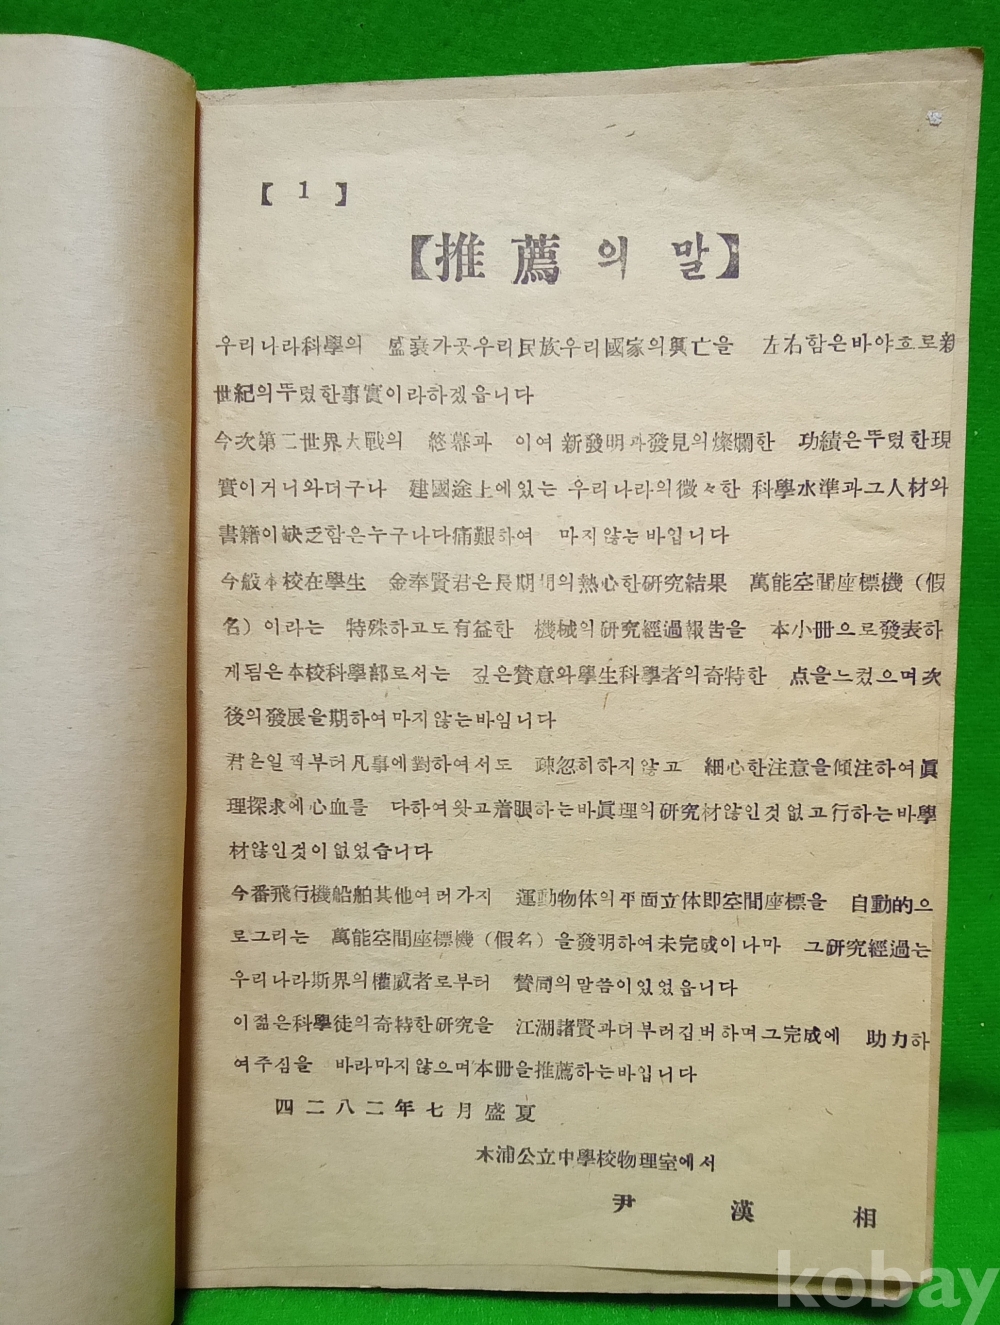 【 1 】
【推薦의 말】
우리나라科學의 盛衰가곳우리民族우리國家의興亡을 左右함은바야흐로新
世紀의뚜렸한事實이라하겠읍니다
今次第二世界大戰의 終幕과 이여新發明과發見의燦爛한 功績은뚜렸한現
實이거니와더구나 建國途上에있는 우리나라의微々한 科學水準과그人材와
書籍이缺乏함은누구나다痛艱하여 마지않는바입니다
今般本校在學生 金奉賢君은長期間의熱心한硏究結果 萬能空間座標機（假
名）이라는 特殊하고도有益한 機械의硏究經過報告을 本小冊으로發表하
게됨은本校科學部로서는 깊은贊意와學生科學者의奇特한 点을느꼈으며次
後의發展을期하여마지않는바입니다
君은일찍부터凡事에對하여서도 疎忽히하지않고 細心한注意을傾注하여眞
理探求에心血를 다하여왓고着眼하는바眞理의硏究材않인것없고行하는바學
材않인것이없었습니다
今番飛行機船舶其他여러가지 運動物体의平面立体即空間座標을 自動的으
로그리는 萬能空間座標機（假名）을發明하여未完成이나마 그硏究經過는
우리나라斯界의權威者로부터 贊同의말씀이있었읍니다
이젊은科學徒의奇特한硏究을 江湖諸賢과더부러깁버하며그完成에 助力하
여주심을 바라마지않으며本冊을推薦하는바입니다
四二八二年七月盛夏
木浦公立中學校物理室에서
尹 漢 相
kobay